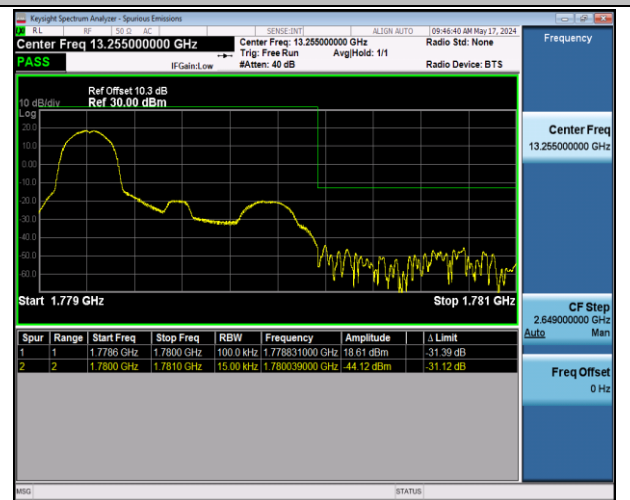 Keysight Spectrum Analyzer - Spurious Emissions
RL RF 50 Ω AC SENSE:INT ALIGN AUTO 09:46:40 AM May 17, 2024
Center Freq 13.255000000 GHz
Center Freq: 13.255000000 GHz Radio Std: None
Trig: Free Run Avg|Hold: 1/1
PASS IFGain:Low #Atten: 40 dB Radio Device: BTS
Frequency
Ref Offset 10.3 dB
10 dB/div Ref 30.00 dBm
Log
20.0
10.0
0.00
-10.0
-20.0
-30.0
-40.0
-50.0
-60.0
Start 1.779 GHz Stop 1.781 GHz
Center Freq
13.255000000 GHz
CF Step
2.649000000 GHz
Auto Man
Freq Offset
0 Hz
Spur Range Start Freq Stop Freq RBW Frequency Amplitude Δ Limit
1 1 1.7786 GHz 1.7800 GHz 100.0 kHz 1.778831000 GHz 18.61 dBm -31.39 dB
2 2 1.7800 GHz 1.7810 GHz 15.00 kHz 1.780039000 GHz -44.12 dBm -31.12 dB
MSG STATUS